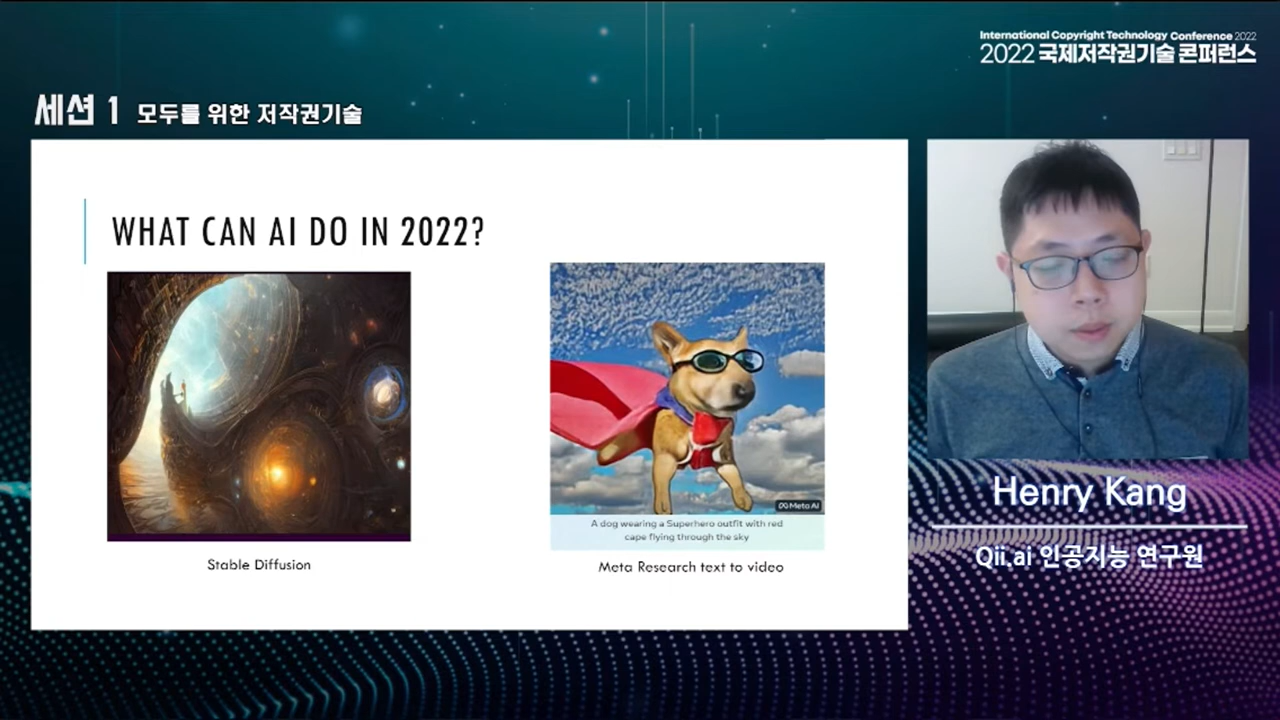 International Copyright Technology Conference 2022
2022 국제저작권기술 콘퍼런스
세션 1 모두를 위한 저작권기술
WHAT CAN AI DO IN 2022?
Meta AI
A dog wearing a Superhero outfit with red
cape flying through the sky
Stable Diffusion
Meta Research text to video
Henry Kang
Qii.ai 인공지능 연구원